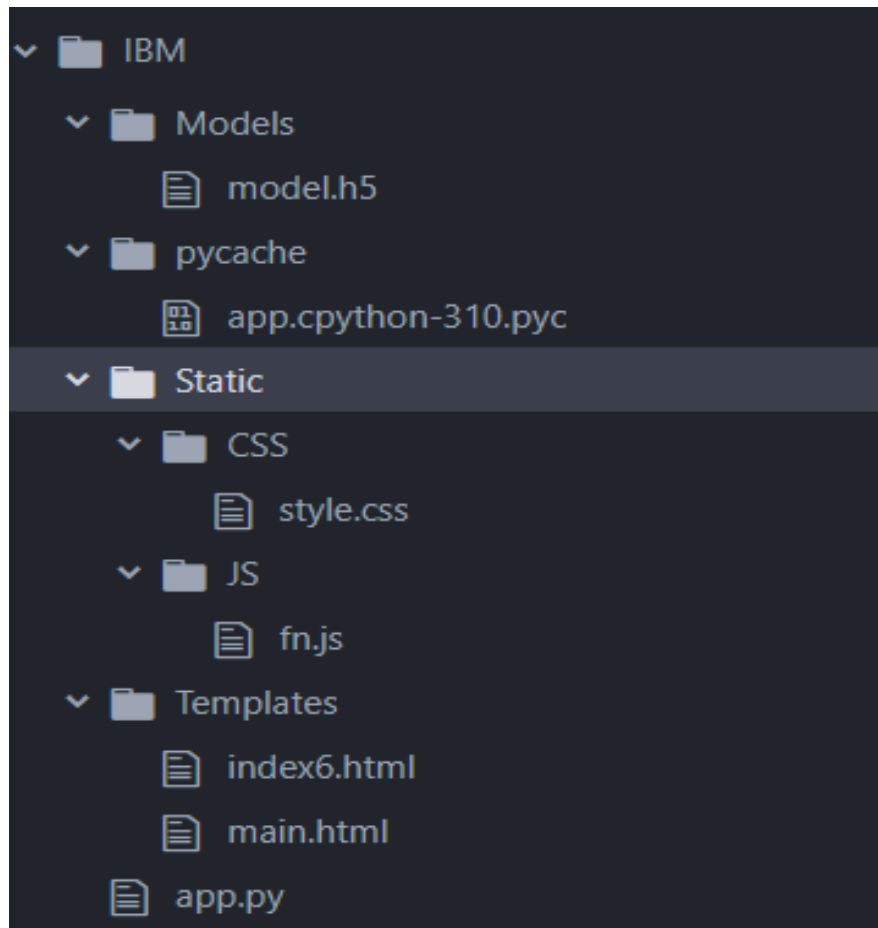 IBM
Models
model.h5
pycache
app.cpython-310.pyc
Static
CSS
style.css
JS
fn.js
Templates
index6.html
main.html
app.py